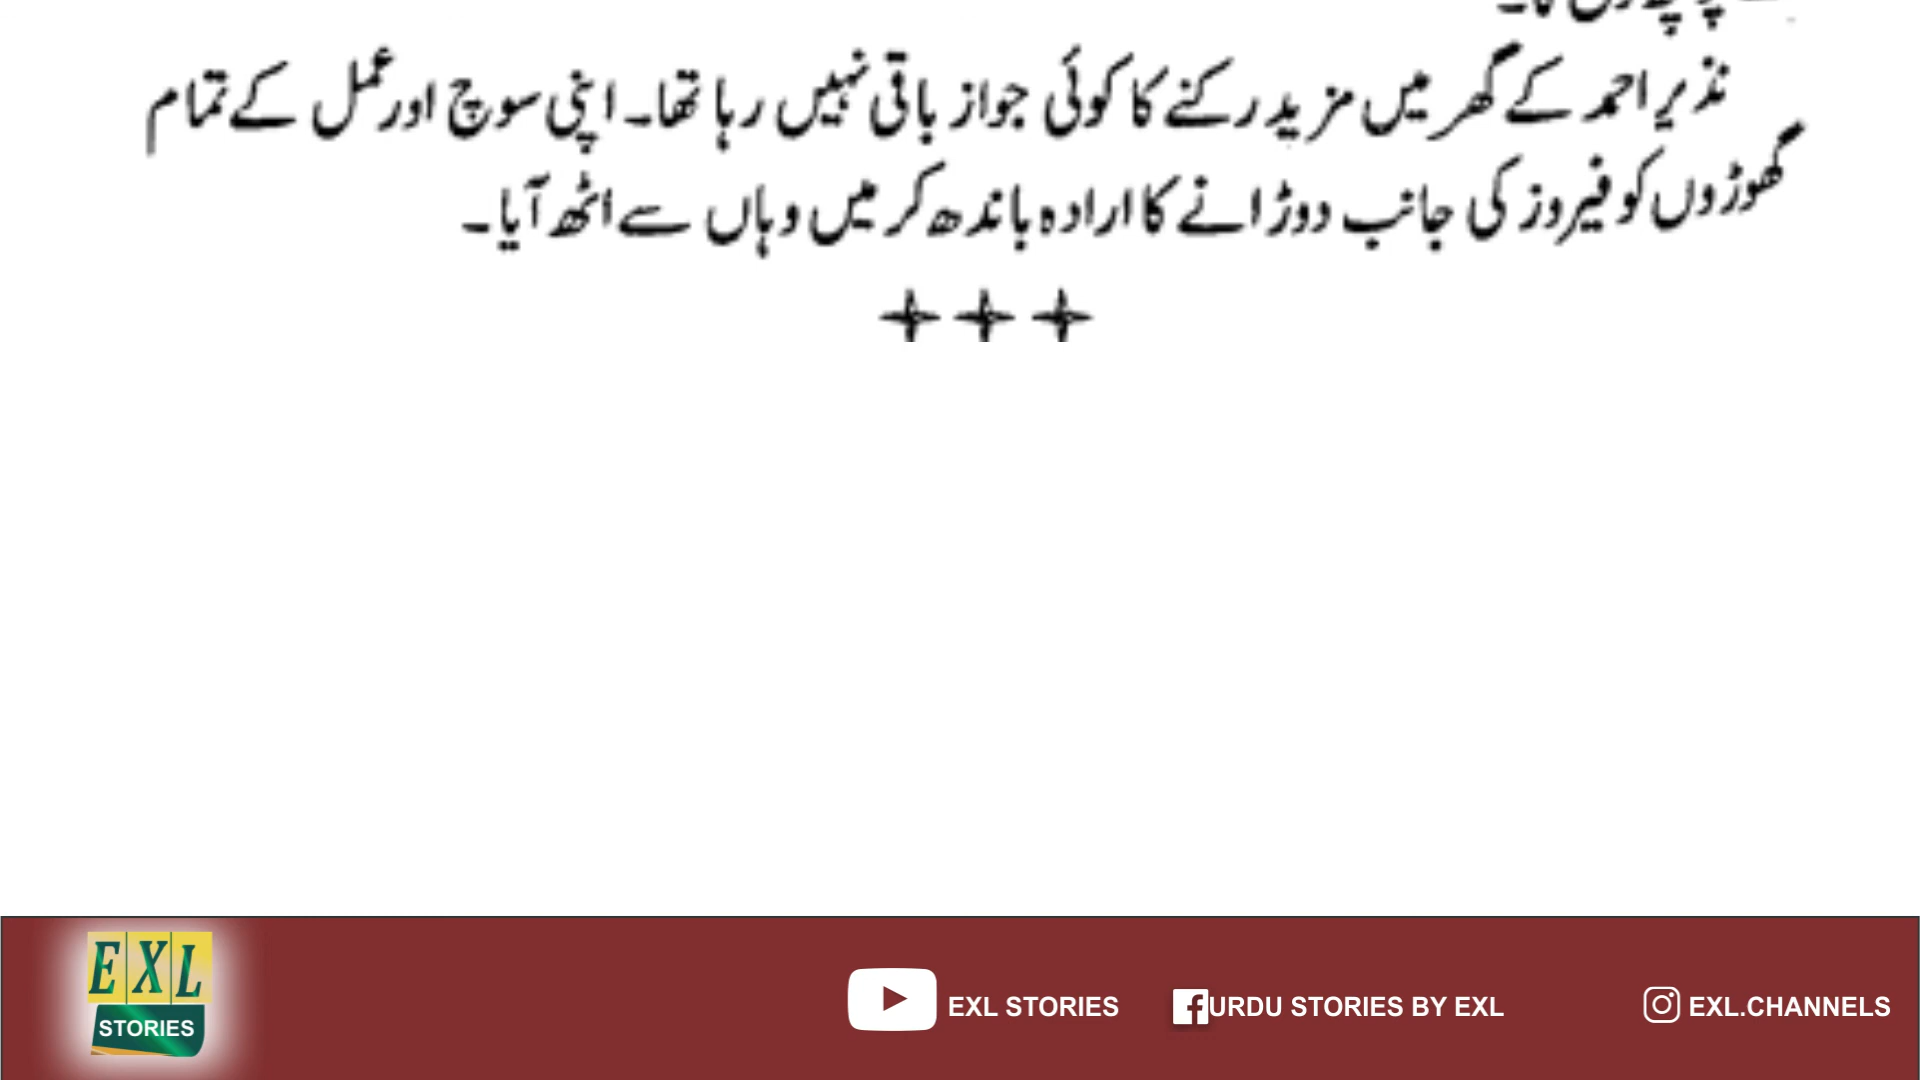 نذیر احمد کے گھر میں مزید رکنے کا کوئی جواز باقی نہیں رہا تھا۔ اپنی سوچ اور عمل کے تمام
گھوڑوں کو فیروز کی جانب دوڑانے کا ارادہ باندھ کر میں وہاں سے اٹھ آیا۔
EXL
STORIES
EXL STORIES
URDU STORIES BY EXL
EXL.CHANNELS